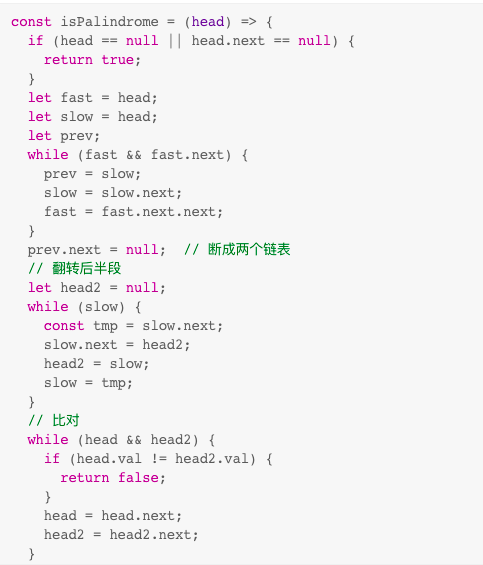 const isPalindrome = (head) => {
  if (head == null || head.next == null) {
    return true;
  }
  let fast = head;
  let slow = head;
  let prev;
  while (fast && fast.next) {
    prev = slow;
    slow = slow.next;
    fast = fast.next.next;
  }
  prev.next = null;  // 断成两个链表
  // 翻转后半段
  let head2 = null;
  while (slow) {
    const tmp = slow.next;
    slow.next = head2;
    head2 = slow;
    slow = tmp;
  }
  // 比对
  while (head && head2) {
    if (head.val != head2.val) {
      return false;
    }
    head = head.next;
    head2 = head2.next;
  }